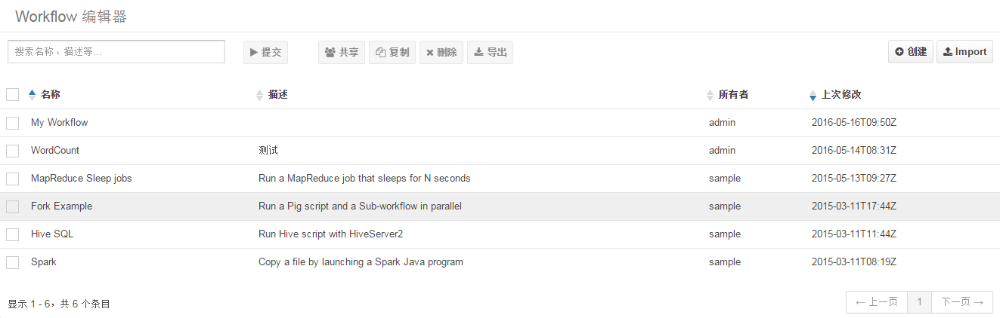 Workflow 编辑器
搜索名称、描述等... 提交 共享 复制 删除 导出 创建 Import
名称 描述 所有者 上次修改
My Workflow admin 2016-05-16T09:50Z
WordCount 测试 admin 2016-05-14T08:31Z
MapReduce Sleep jobs Run a MapReduce job that sleeps for N seconds sample 2015-05-13T09:27Z
Fork Example Run a Pig script and a Sub-workflow in parallel sample 2015-03-11T17:44Z
Hive SQL Run Hive script with HiveServer2 sample 2015-03-11T11:44Z
Spark Copy a file by launching a Spark Java program sample 2015-03-11T08:19Z
显示 1 - 6，共 6 个条目 ← 上一页 1 下一页 →